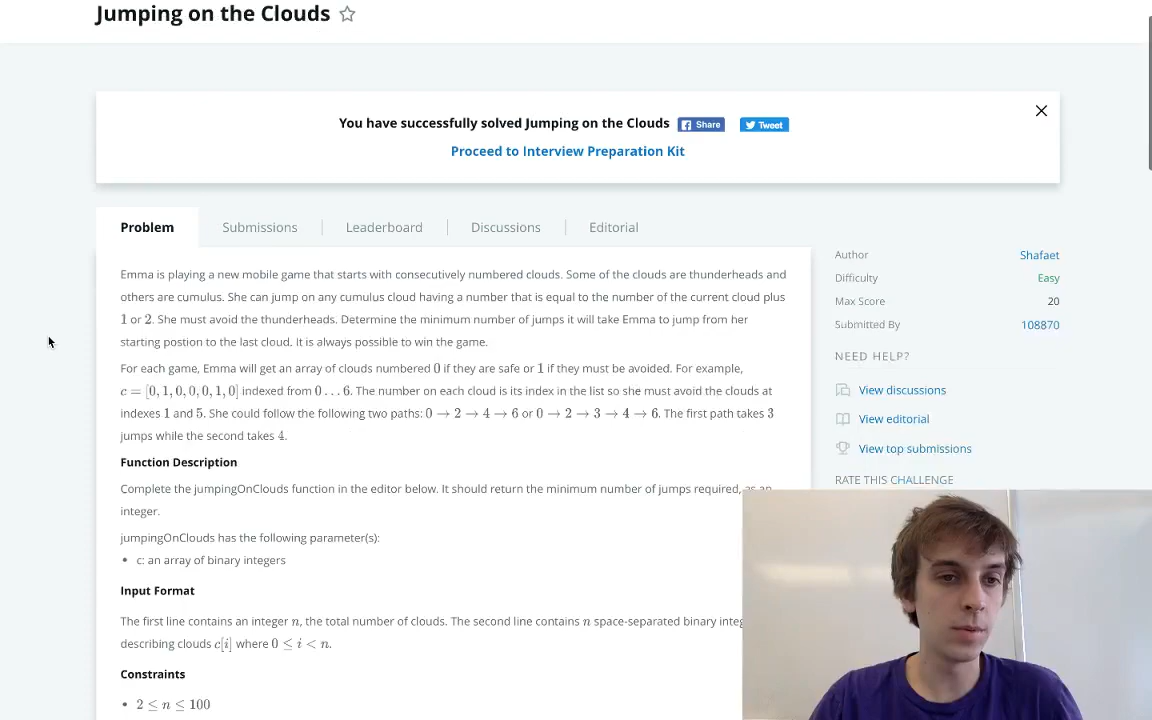 Jumping on the Clouds
You have successfully solved Jumping on the Clouds Share Tweet
Proceed to Interview Preparation Kit
Problem Submissions Leaderboard Discussions Editorial
Emma is playing a new mobile game that starts with consecutively numbered clouds. Some of the clouds are thunderheads and
others are cumulus. She can jump on any cumulus cloud having a number that is equal to the number of the current cloud plus
1 or 2. She must avoid the thunderheads. Determine the minimum number of jumps it will take Emma to jump from her
starting postion to the last cloud. It is always possible to win the game.
For each game, Emma will get an array of clouds numbered 0 if they are safe or 1 if they must be avoided. For example,
c = [0, 1, 0, 0, 0, 1, 0] indexed from 0 . . . 6. The number on each cloud is its index in the list so she must avoid the clouds at
indexes 1 and 5. She could follow the following two paths: 0 → 2 → 4 → 6 or 0 → 2 → 3 → 4 → 6. The first path takes 3
jumps while the second takes 4.
Function Description
Complete the jumpingOnClouds function in the editor below. It should return the minimum number of jumps required, as an
integer.
jumpingOnClouds has the following parameter(s):
• c: an array of binary integers
Input Format
The first line contains an integer n, the total number of clouds. The second line contains n space-separated binary
describing clouds c[i] where 0 ≤ i < n.
Constraints
• 2 ≤ n ≤ 100
Author Shafaet
Difficulty Easy
Max Score 20
Submitted By 108870
NEED HELP?
View discussions
View editorial
View top submissions
RATE THIS CHALLENGE